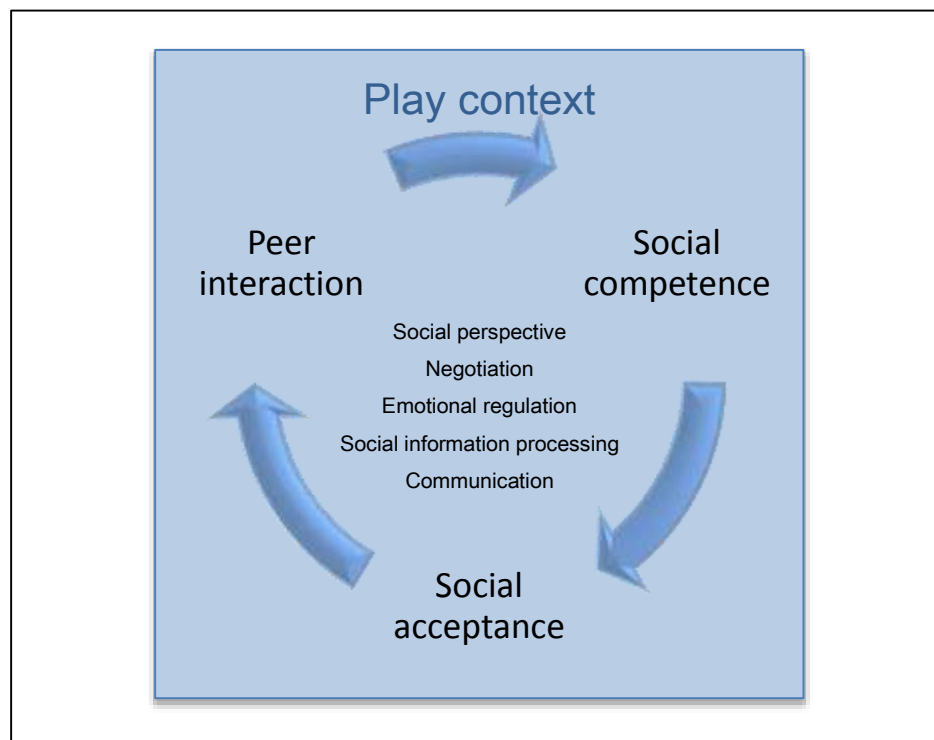 Play context
Peer
interaction
Social
competence
Social perspective
Negotiation
Emotional regulation
Social information processing
Communication
Social
acceptance